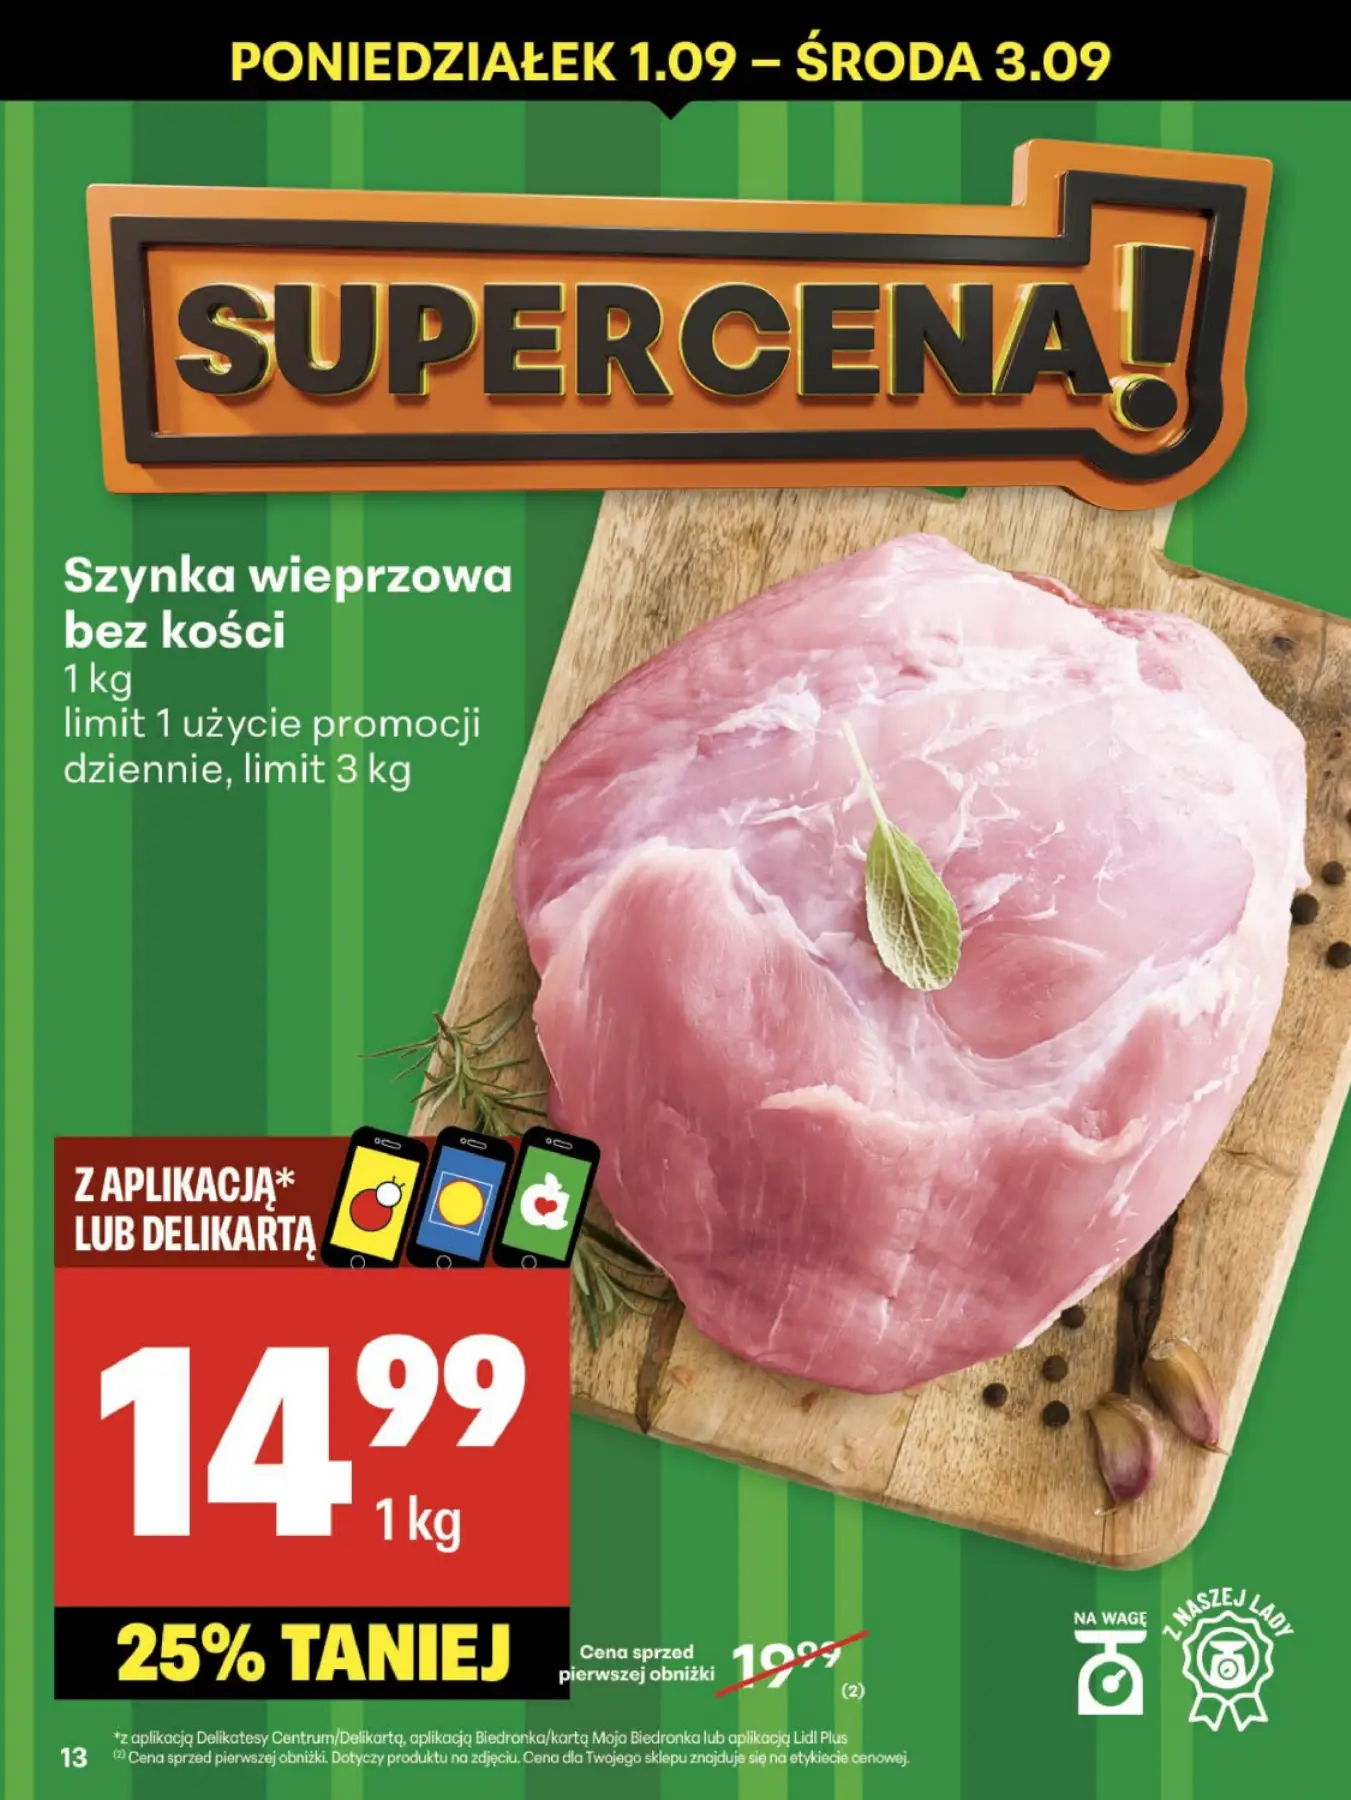 PONIEDZIAŁEK 1.09 – ŚRODA 3.09
SUPERCENA!
Szynka wieprzowa
bez kości
1 kg
limit 1 użycie promocji
dziennie, limit 3 kg
Z APLIKACJĄ*
LUB DELIKARTĄ
14 99
1 kg
25% TANIEJ
Cena sprzed
pierwszej obniżki
19 99
(2)
NA WAGĘ
Z NASZEJ LADY
*z aplikacją Delikatesy Centrum/Delikartą, aplikacją Biedronka/kartą Moja Biedronka lub aplikacją Lidl Plus
13
(2) Cena sprzed pierwszej obniżki. Dotyczy produktu na zdjęciu. Cena dla Twojego sklepu znajduje się na etykiecie cenowej.